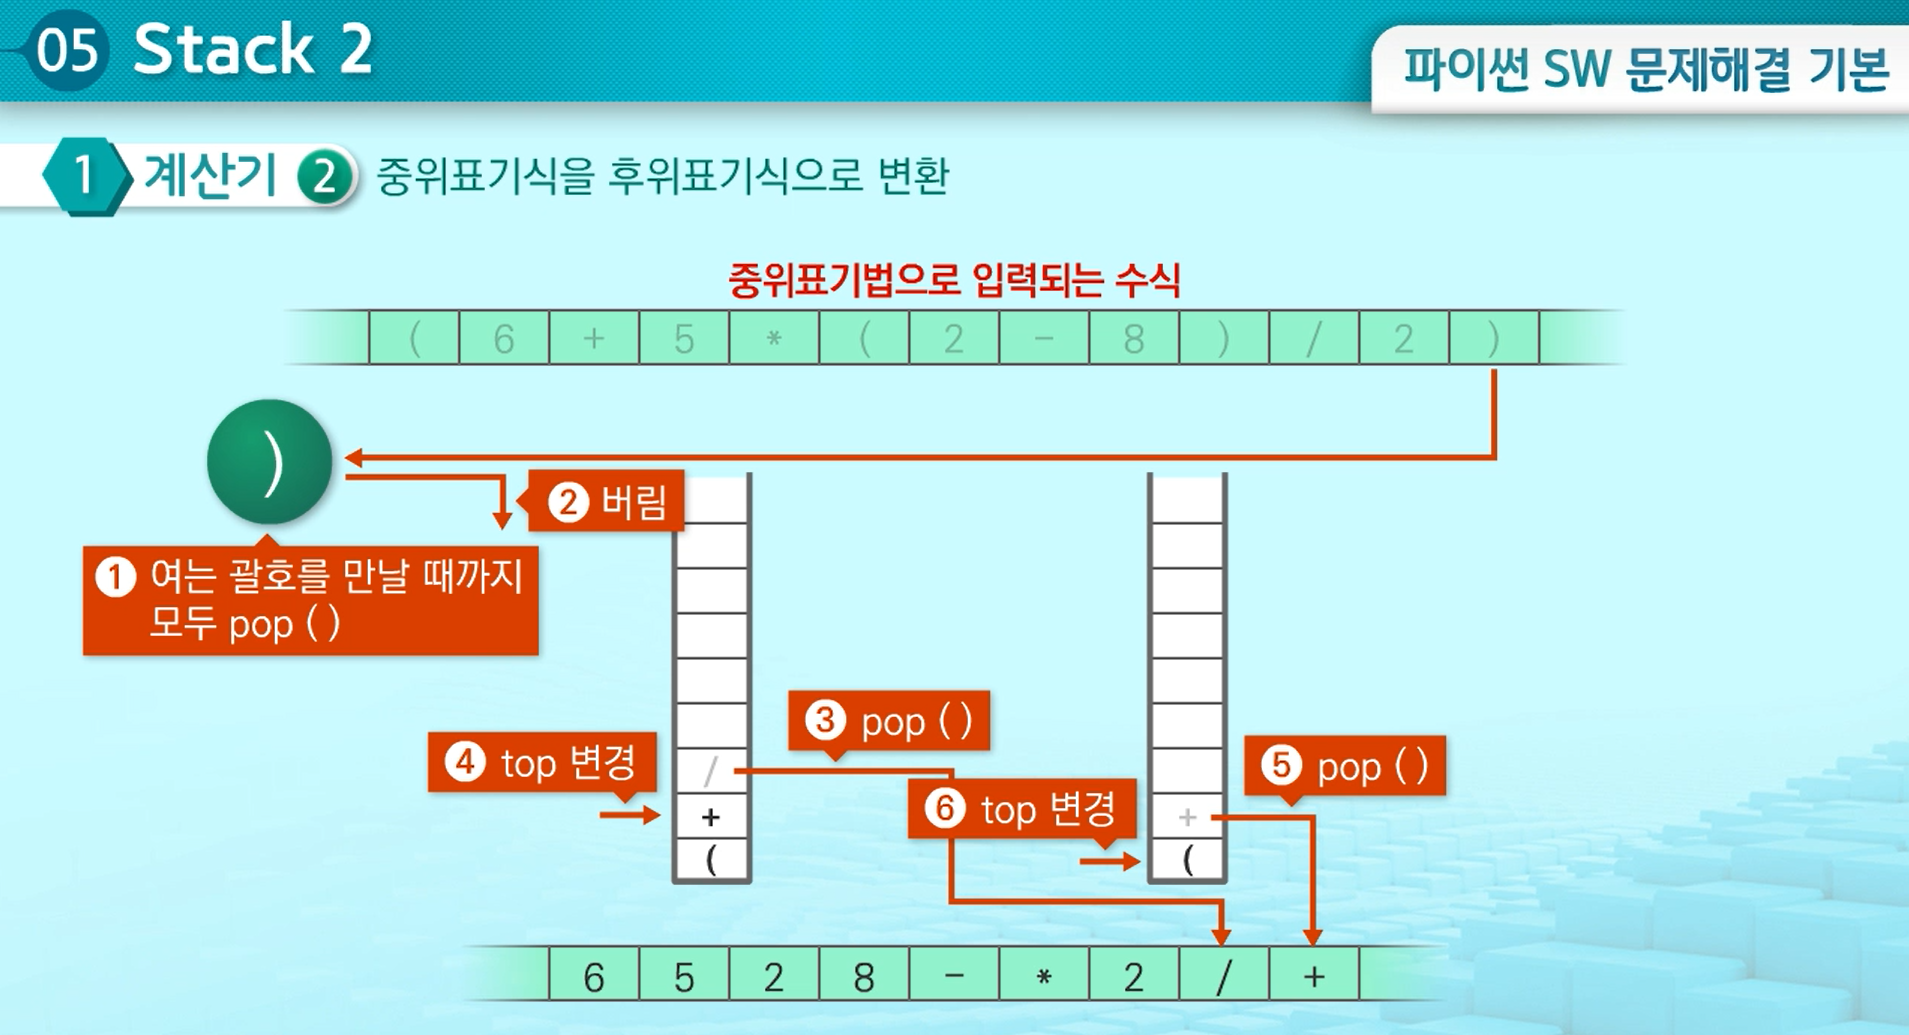 05 Stack 2
파이썬 SW 문제해결 기본
1 계산기 2 중위표기식을 후위표기식으로 변환
중위표기법으로 입력되는 수식
( 6 + 5 * ( 2 - 8 ) / 2 )
)
2 버림
1 여는 괄호를 만날 때까지
모두 pop ( )
3 pop ( )
4 top 변경
5 pop ( )
/
6 top 변경
+
+
(
(
6 5 2 8 - * 2 / +